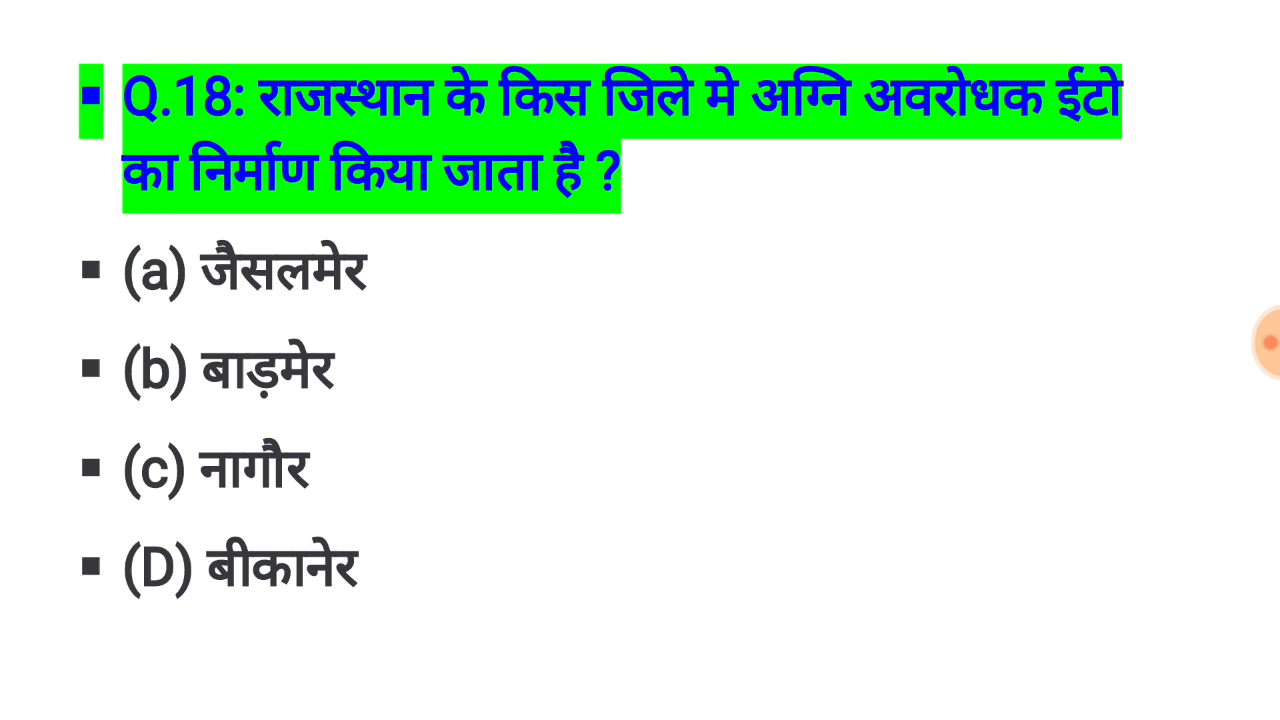 ▪ Q.18: राजस्थान के किस जिले मे अग्नि अवरोधक ईटो
का निर्माण किया जाता है ?
▪ (a) जैसलमेर
▪ (b) बाड़मेर
▪ (c) नागौर
▪ (D) बीकानेर